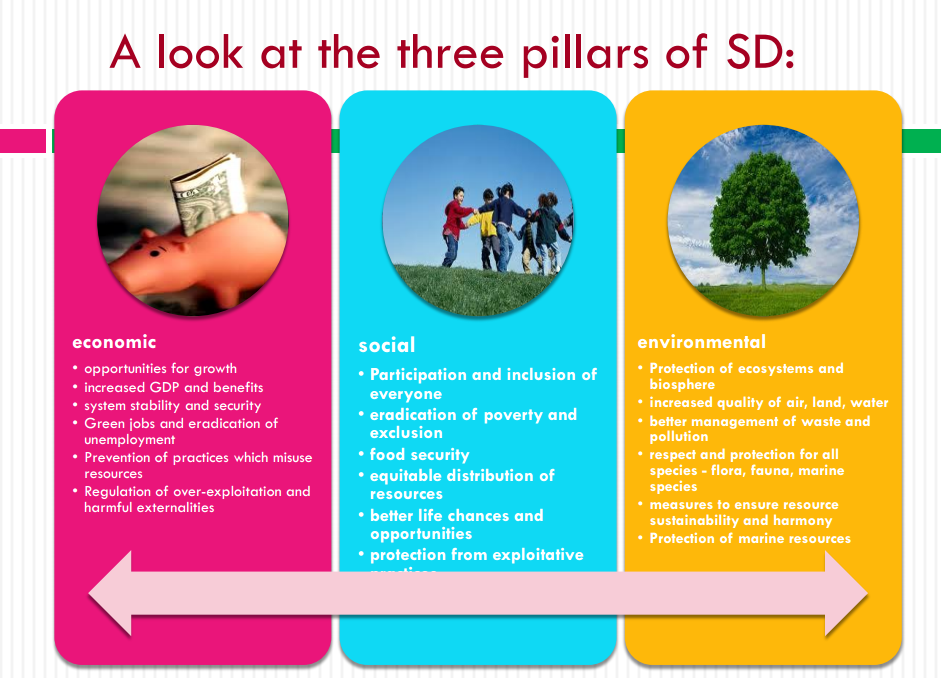 A look at the three pillars of SD:
economic
• opportunities for growth
• increased GDP and benefits
• system stability and security
• Green jobs and eradication of
unemployment
• Prevention of practices which misuse
resources
• Regulation of over-exploitation and
harmful externalities
social
• Participation and inclusion of
everyone
• eradication of poverty and
exclusion
• food security
• equitable distribution of
resources
• better life chances and
opportunities
• protection from exploitative
environmental
• Protection of ecosystems and
biosphere
• increased quality of air, land, water
• better management of waste and
pollution
• respect and protection for all
species - flora, fauna, marine
species
• measures to ensure resource
sustainability and harmony
• Protection of marine resources